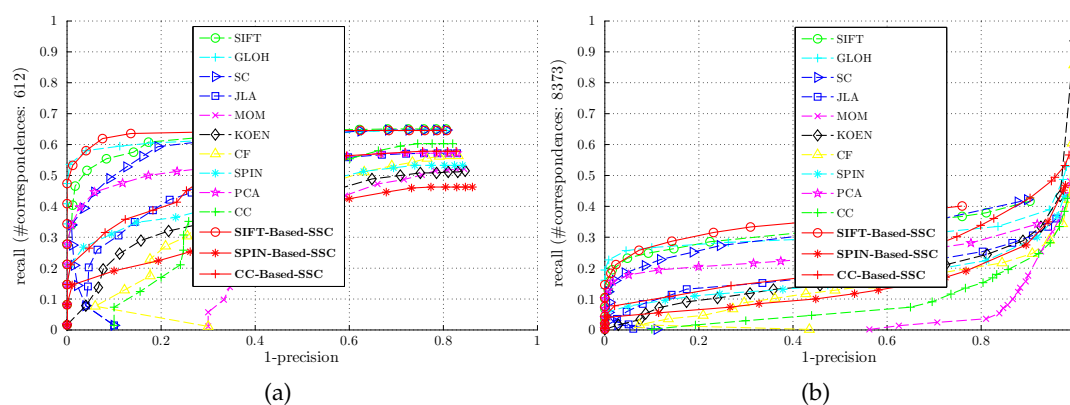 1
0.9
0.8
0.7
0.6
0.5
0.4
0.3
0.2
0.1
0
recall (#correspondences: 612)
SIFT
GLOH
SC
JLA
MOM
KOEN
CF
SPIN
PCA
CC
SIFT-Based-SSC
SPIN-Based-SSC
CC-Based-SSC
0 0.2 0.4 0.6 0.8 1
1-precision
(a)
1
0.9
0.8
0.7
0.6
0.5
0.4
0.3
0.2
0.1
0
recall (#correspondences: 8373)
SIFT
GLOH
SC
JLA
MOM
KOEN
CF
SPIN
PCA
CC
SIFT-Based-SSC
SPIN-Based-SSC
CC-Based-SSC
0 0.2 0.4 0.6 0.8
1-precision
(b)